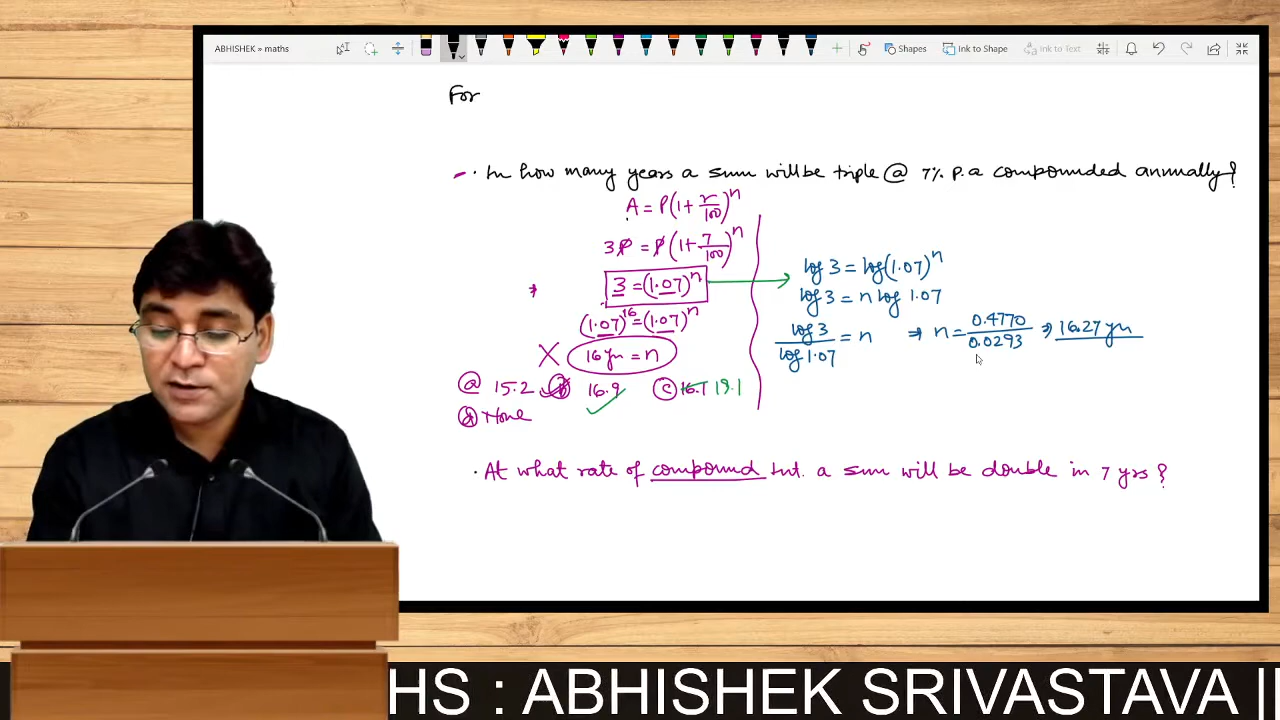 ABHISHEK » maths
Shapes Ink to Shape Ink to Text
For
· In how many years a sum will be triple @ 7% p.a compounded annually?
A = P(1 + r/100)^n
3P = P(1 + 7/100)^n
3 = (1.07)^n
(1.07)^16 = (1.07)^n
16 yrs = n
ⓐ 15.2 ⓑ 16.9 ⓒ 16.1 19.1
ⓓ None
log 3 = log(1.07)^n
log 3 = n log 1.07
log 3 / log 1.07 = n ⇒ n = 0.4770 / 0.0293 ⇒ 16.27 yrs
· At what rate of compound Int. a sum will be double in 7 yrs?
HS : ABHISHEK SRIVASTAVA ||